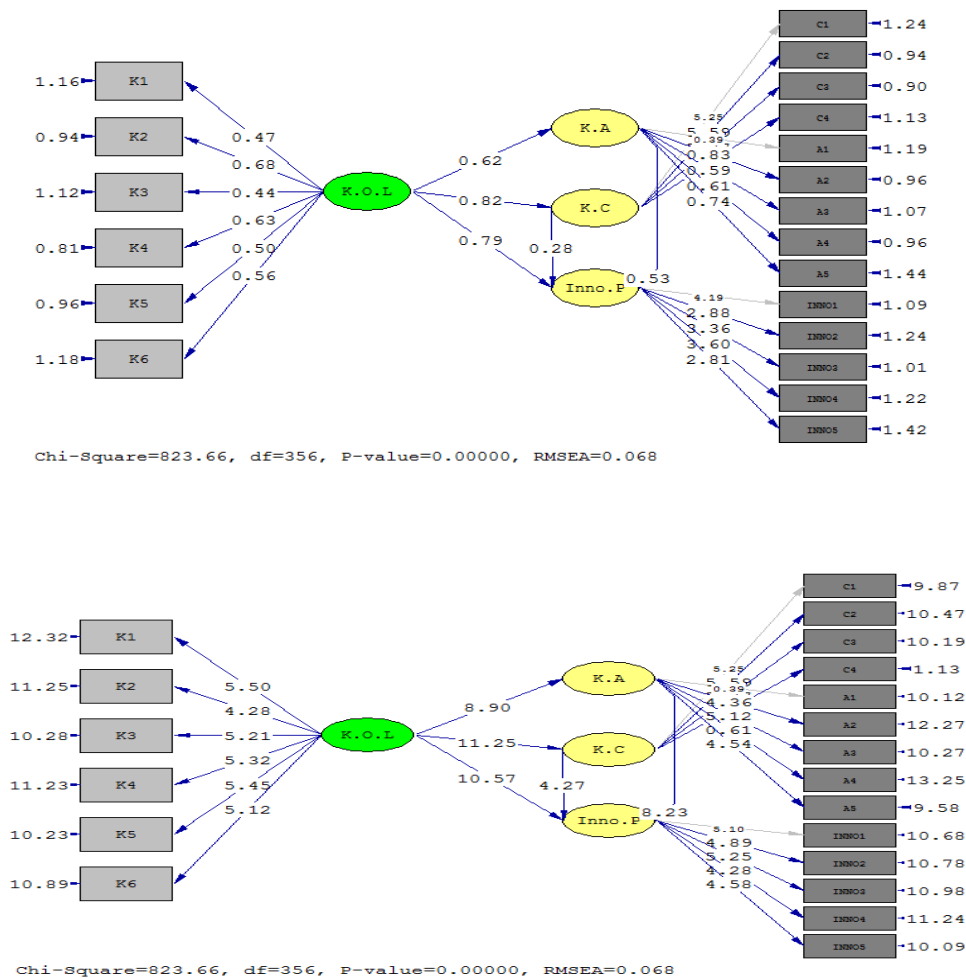 C1
1.24
C2
0.94
1.16
K1
C3
0.90
C4
1.13
5.25
5.59
0.94
K2
0.47
K.A
A1
1.19
0.68
0.62
0.83
A2
0.96
1.12
K3
0.44
K.O.L
0.59
0.61
0.82
K.C
0.74
A3
1.07
0.63
0.81
K4
0.79
0.28
A4
0.96
0.50
0.56
A5
1.44
0.96
K5
Inno.P
0.53
4.19
INNO1
1.09
2.88
INNO2
1.24
1.18
K6
3.36
3.60
2.81
INNO3
1.01
INNO4
1.22
INNO5
1.42
Chi-Square=823.66, df=356, P-value=0.00000, RMSEA=0.068
C1
9.87
C2
10.47
12.32
K1
C3
10.19
C4
1.13
5.25
5.59
11.25
K2
5.50
K.A
-0.39
A1
10.12
4.28
8.90
4.36
A2
12.27
10.28
K3
5.21
K.O.L
5.12
0.61
11.25
K.C
4.54
A3
10.27
5.32
11.23
K4
10.57
4.27
A4
13.25
5.45
5.12
A5
9.58
10.23
K5
Inno.P
8.23
5.10
INNO1
10.68
4.89
INNO2
10.78
10.89
K6
5.25
4.28
4.58
INNO3
10.98
INNO4
11.24
INNO5
10.09
Chi-Square=823.66, df=356, P-value=0.00000, RMSEA=0.068